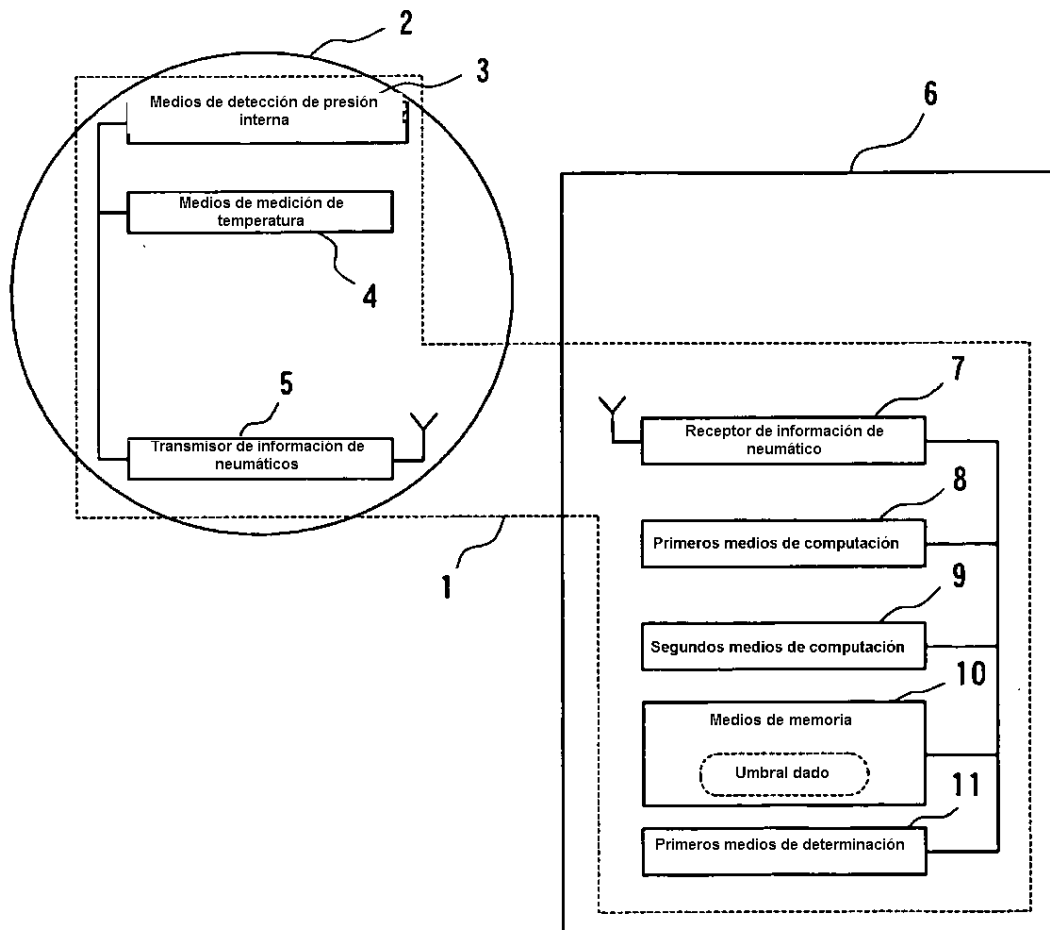 2
3
Medios de detección de presión
interna
6
Medios de medición de
temperatura
4
5
Transmisor de información de
neumáticos
1
7
Receptor de información de
neumático
8
Primeros medios de computación
9
Segundos medios de computación
10
Medios de memoria
Umbral dado
11
Primeros medios de determinación